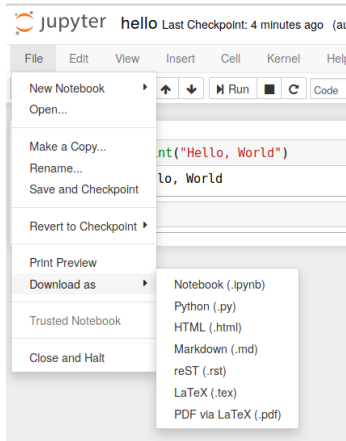 jupyter hello Last Checkpoint: 4 minutes ago (au
File Edit View Insert Cell Kernel Help
New Notebook
Run Code
Open...
Make a Copy...
nt("Hello, World")
Rename...
lo, World
Save and Checkpoint
Revert to Checkpoint
Print Preview
Download as
Notebook (.ipynb)
Python (.py)
HTML (.html)
Markdown (.md)
reST (.rst)
LaTeX (.tex)
PDF via LaTeX (.pdf)
Trusted Notebook
Close and Halt